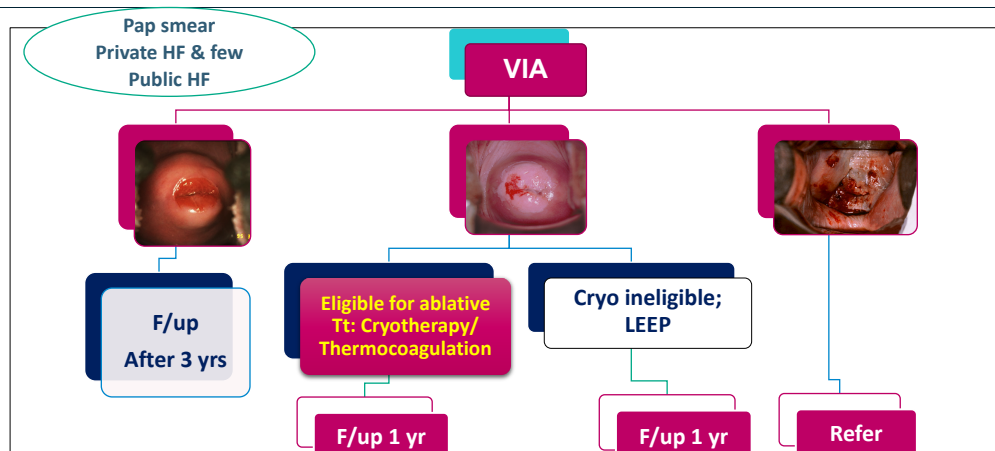 Pap smear
Private HF & few
Public HF
VIA
F/up
After 3 yrs
Eligible for ablative
Tt: Cryotherapy/
Thermocoagulation
Cryo ineligible;
LEEP
F/up 1 yr
F/up 1 yr
Refer